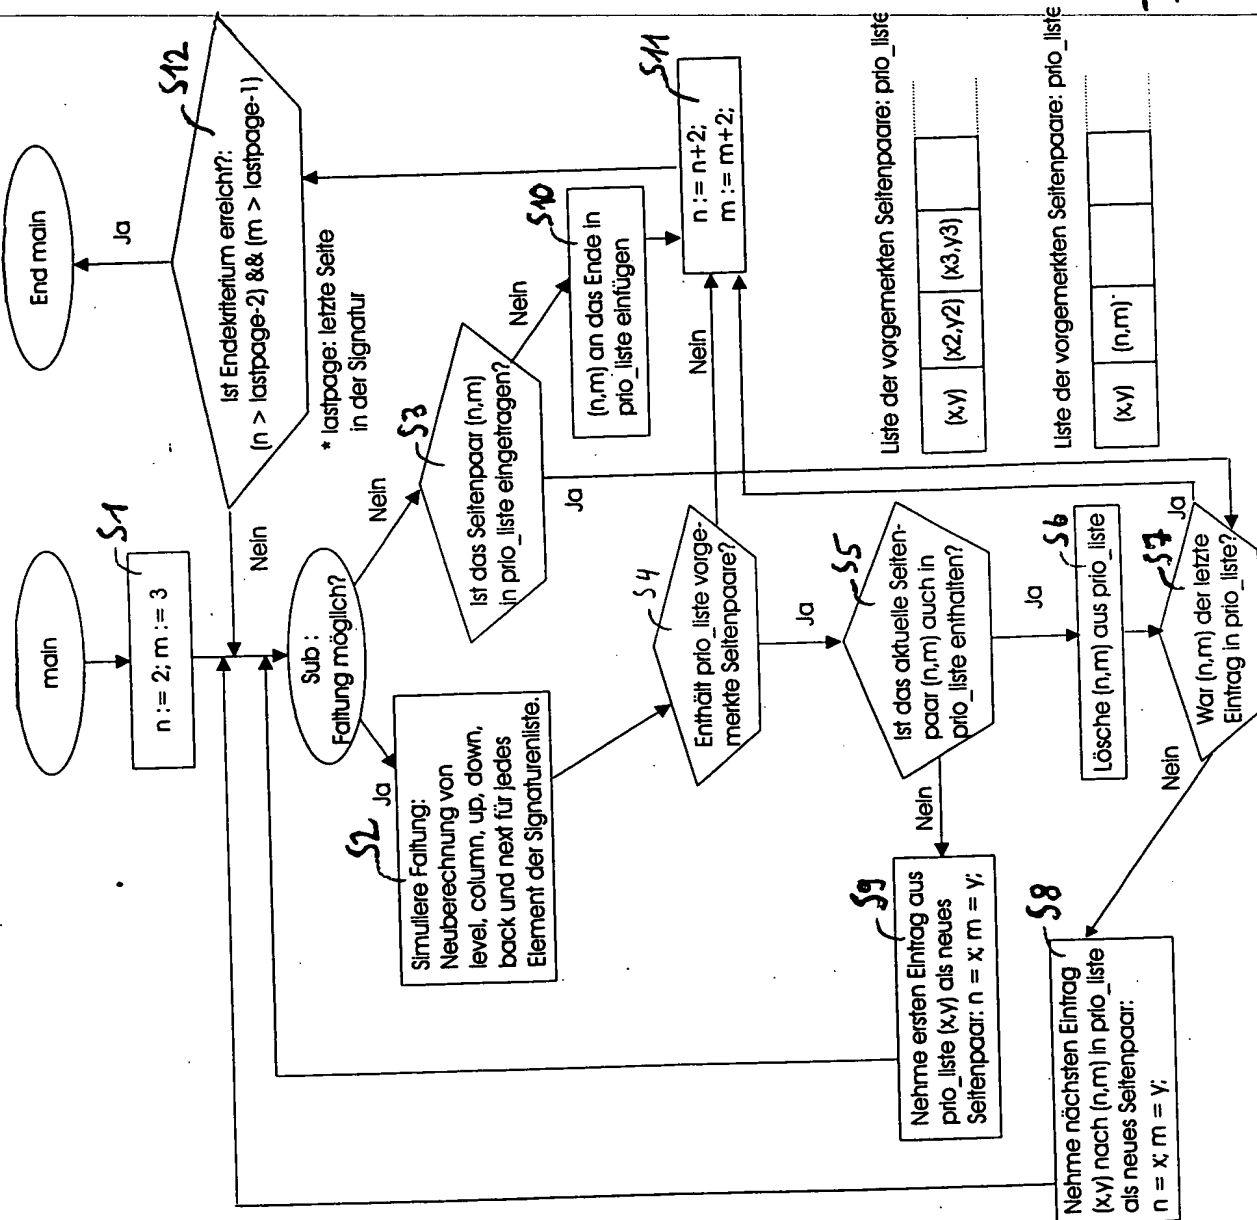 main
S1
n := 2; m := 3
Sub :
Faltung möglich?
Ja
Nein
S2
Simuliere Faltung:
Neuberechnung von
level, column, up, down,
back und next für jedes
Element der Signaturenliste.
S3
Ist das Seitenpaar (n,m)
in prio_liste eingetragen?
Nein
Ja
S4
Enthält prio_liste vorge-
merkte Seitenpaare?
Nein
Ja
S5
Ist das aktuelle Seiten-
paar (n,m) auch in
prio_liste enthalten?
Nein
Ja
S6
Lösche (n,m) aus prio_liste
S7
War (n,m) der letzte
Eintrag in prio_liste?
Ja
Nein
S8
Nehme nächsten Eintrag
(x,y) nach (n,m) in prio_liste
als neues Seitenpaar:
n = x; m = y;
S9
Nehme ersten Eintrag aus
prio_liste (x,y) als neues
Seitenpaar: n = x; m = y;
S10
(n,m) an das Ende in
prio_liste einfügen
S11
n := n+2;
m := m+2;
S12
Ist Endekriterium erreicht?:
(n > lastpage-2) && (m > lastpage-1)
Ja
Nein
End main
* lastpage: letzte Seite
in der Signatur
Liste der vorgemerkten Seitenpaare: prio_liste
(x,y) (x2,y2) (x3,y3)
Liste der vorgemerkten Seitenpaare: prio_liste
(x,y) (n,m)